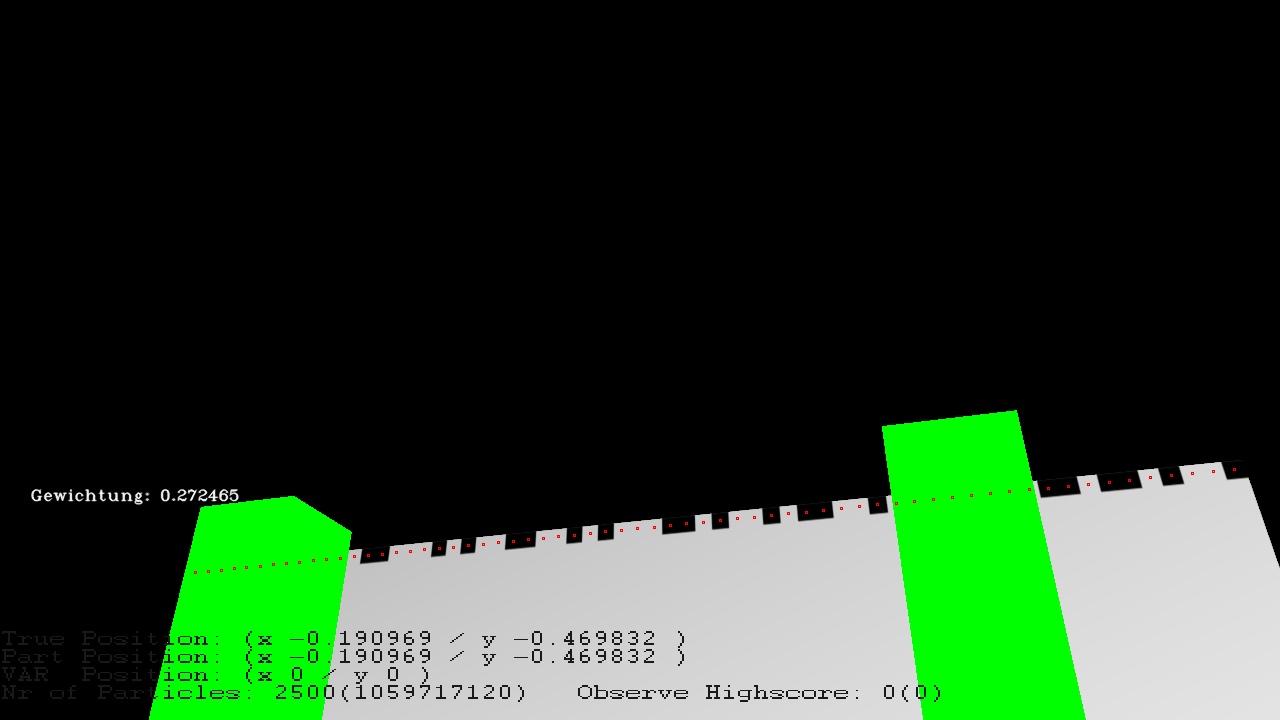 Gewichtung: 0.272465
True Position: (x -0.190969 / y -0.469832 )
Part Position: (x -0.190969 / y -0.469832 )
VAR  Position: (x 0 / y 0 )
Nr of Particles: 2500(1059717120)   Observe Highscore: 0(0)